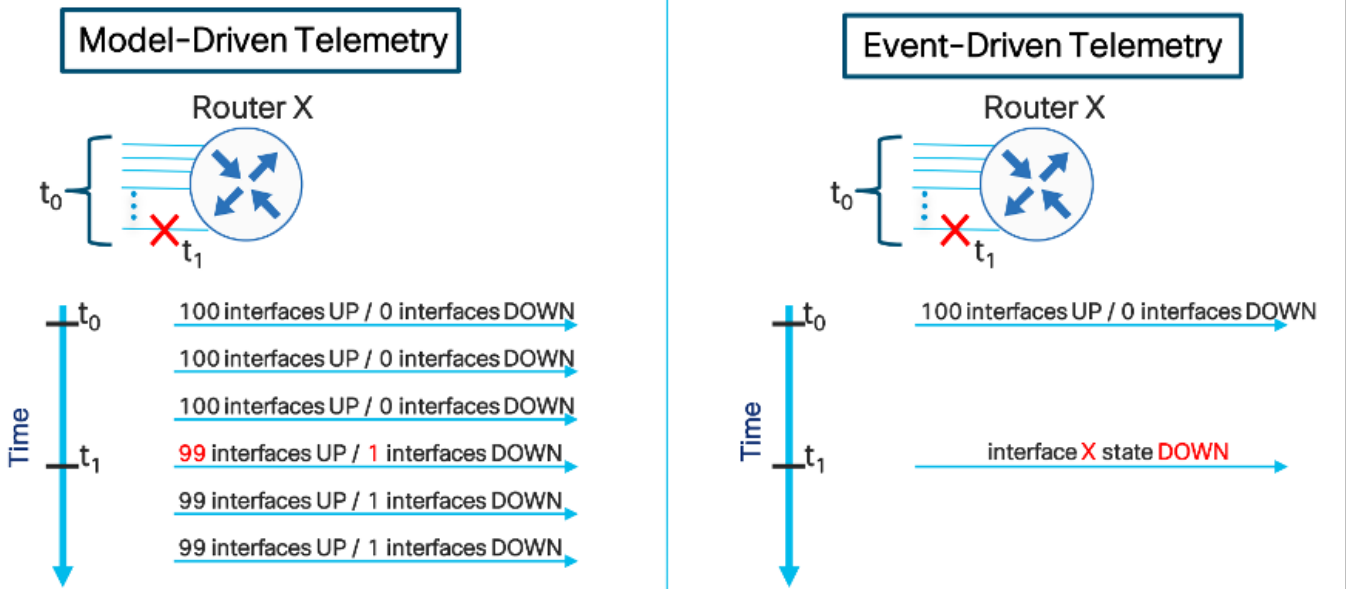 Model-Driven Telemetry
Router X
t0
t1
Time
t0
100 interfaces UP / 0 interfaces DOWN
100 interfaces UP / 0 interfaces DOWN
100 interfaces UP / 0 interfaces DOWN
t1
99 interfaces UP / 1 interfaces DOWN
99 interfaces UP / 1 interfaces DOWN
99 interfaces UP / 1 interfaces DOWN
Event-Driven Telemetry
Router X
t0
t1
Time
t0
100 interfaces UP / 0 interfaces DOWN
t1
interface X state DOWN